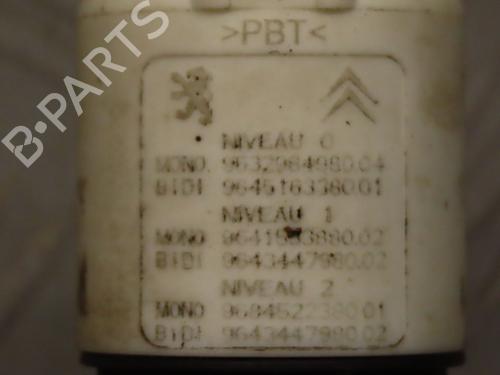 >PBT<
B·PARTS
NIVEAU 0
MONO. 9632984980.04
BIDI 9645163380.01
NIVEAU 1
MONO 02
BIDI 9643447980.02
NIVEAU 2
MONO 9684522380.01
BIDI 9643447980.02